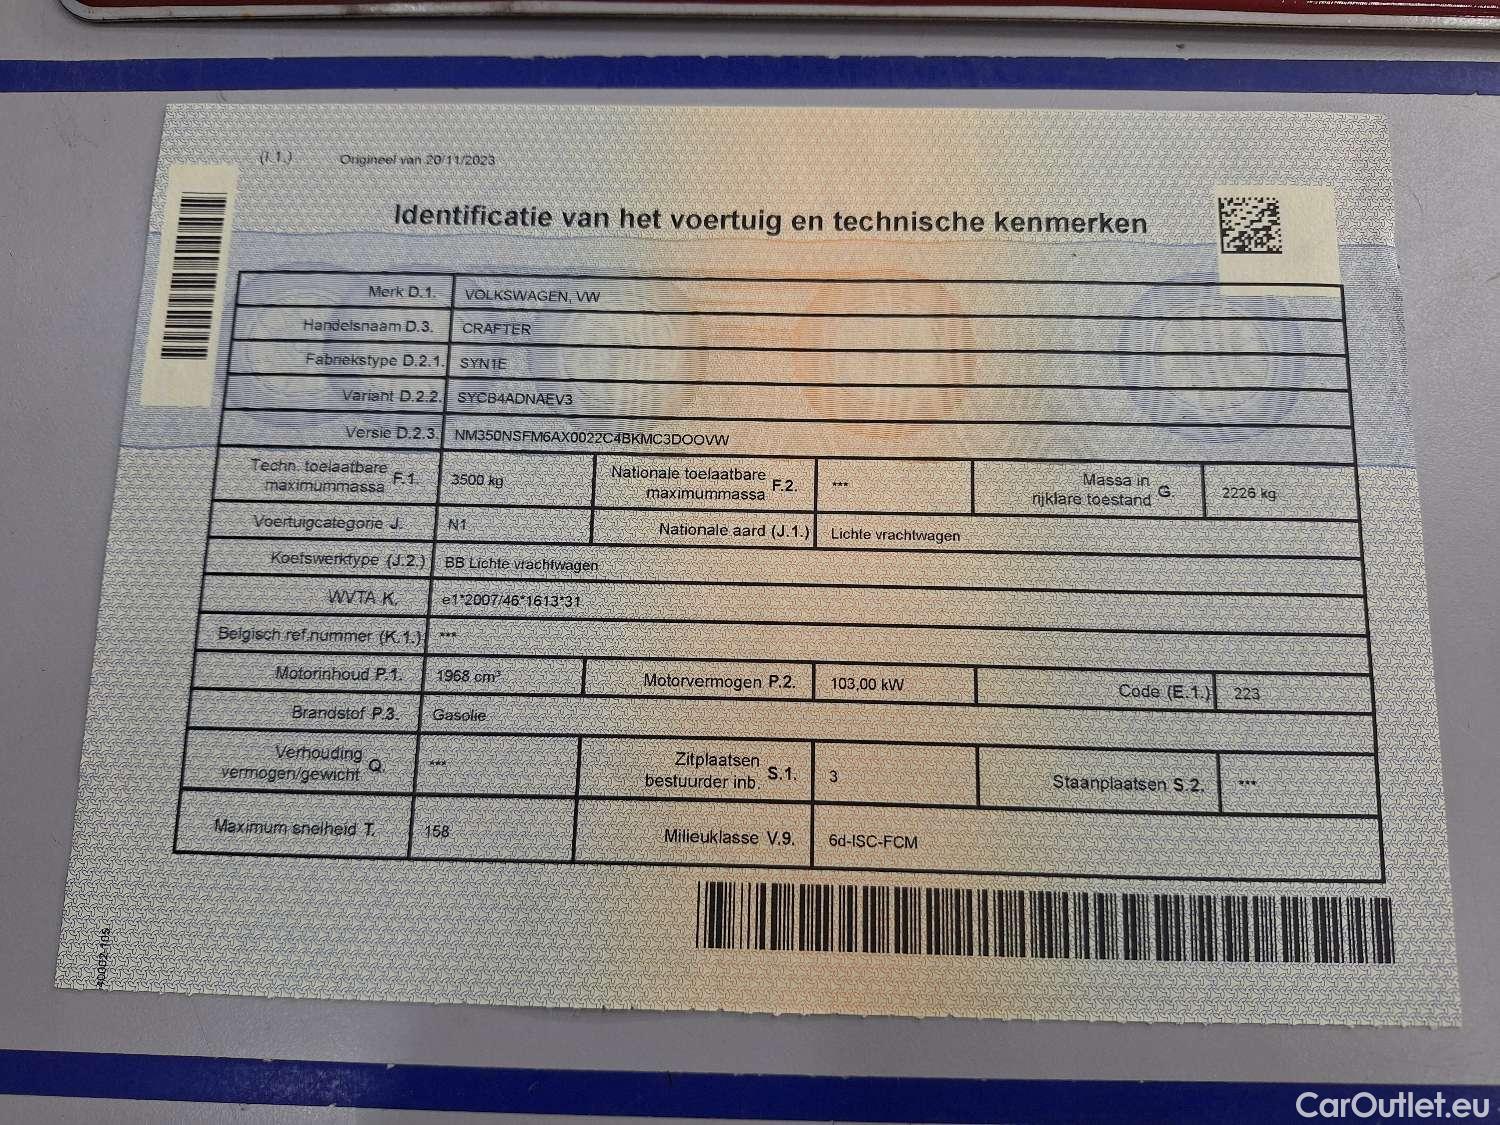 (I.1.) Origineel van 20/11/2023
Identificatie van het voertuig en technische kenmerken
Merk D.1. VOLKSWAGEN, VW
Handelsnaam D.3. CRAFTER
Fabriekstype D.2.1. SYN1E
Variant D.2.2. SYCB4ADNAEV3
Versie D.2.3. NM350NSFM6AX0022C4BKMC3DOOVW
Techn. toelaatbare maximummassa F.1. 3500 kg Nationale toelaatbare maximummassa F.2. *** Massa in rijklare toestand G. 2226 kg
Voertuigcategorie J. N1 Nationale aard (J.1.) Lichte vrachtwagen
Koetswerktype (J.2.) BB Lichte vrachtwagen
WVTA K. e1*2007/46*1613*31
Belgisch ref.nummer (K.1.) ***
Motorinhoud P.1. 1968 cm³ Motorvermogen P.2. 103,00 kW Code (E.1.) 223
Brandstof P.3. Gasolie
Verhouding vermogen/gewicht Q. *** Zitplaatsen bestuurder inb. S.1. 3 Staanplaatsen S.2. ***
Maximum snelheid T. 158 Milieuklasse V.9. 6d-ISC-FCM
CarOutlet.eu